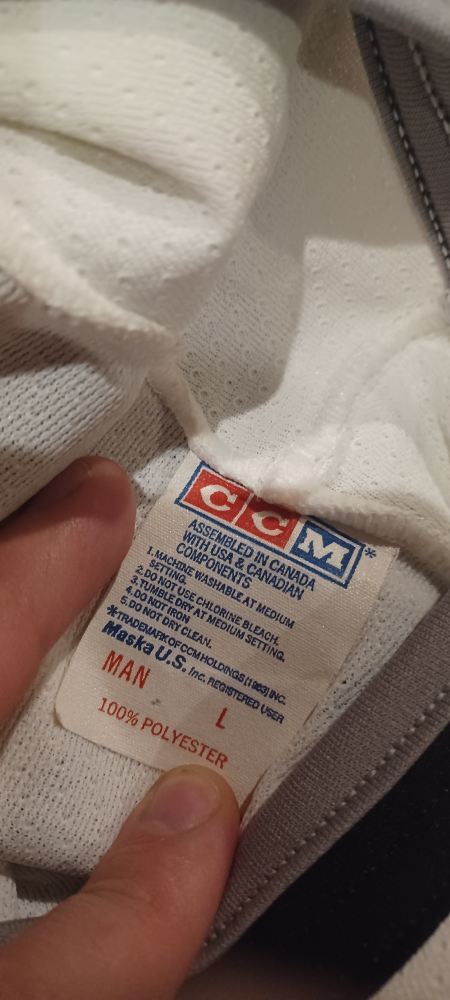 CCM*
ASSEMBLED IN CANADA
WITH USA & CANADIAN
COMPONENTS
1. MACHINE WASHABLE AT MEDIUM
SETTING.
2. DO NOT USE CHLORINE BLEACH.
3. TUMBLE DRY AT MEDIUM SETTING.
4. DO NOT IRON
5. DO NOT DRY CLEAN.
*TRADEMARK OF CCM HOLDINGS (1983) INC.
Maska U.S. Inc. REGISTERED USER
MAN L
100% POLYESTER